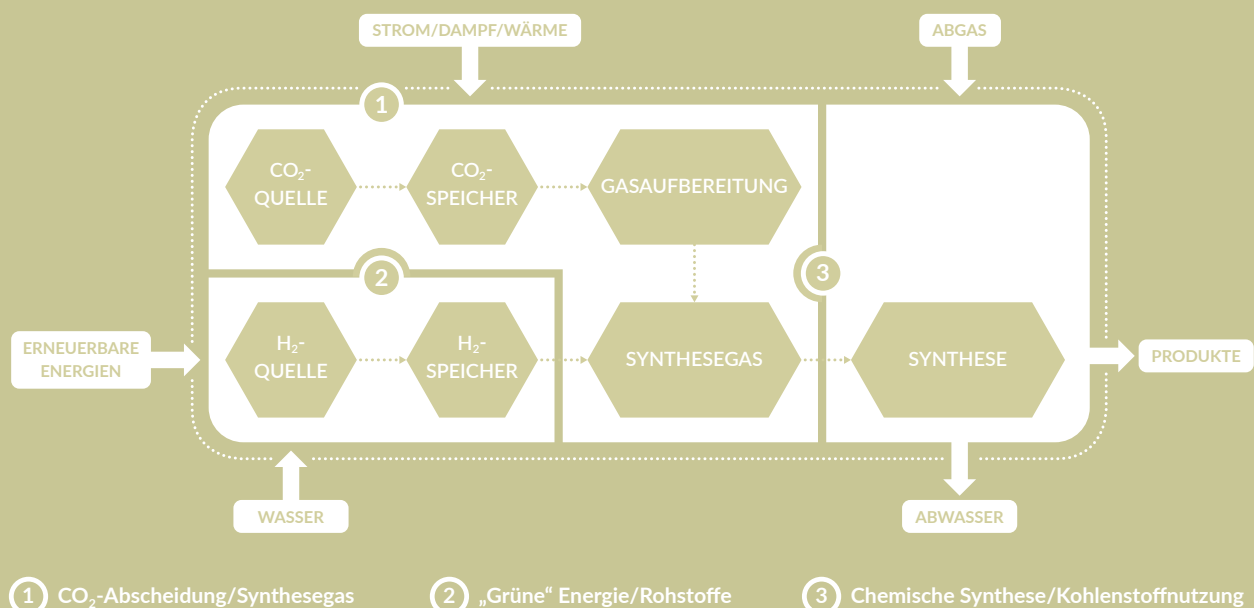 STROM/DAMPF/WÄRME
ABGAS
1
CO₂-
QUELLE
CO₂-
SPEICHER
GASAUFBEREITUNG
2
3
ERNEUERBARE
ENERGIEN
H₂-
QUELLE
H₂-
SPEICHER
SYNTHESEGAS
SYNTHESE
PRODUKTE
WASSER
ABWASSER
1 CO₂-Abscheidung/Synthesegas
2 „Grüne“ Energie/Rohstoffe
3 Chemische Synthese/Kohlenstoffnutzung